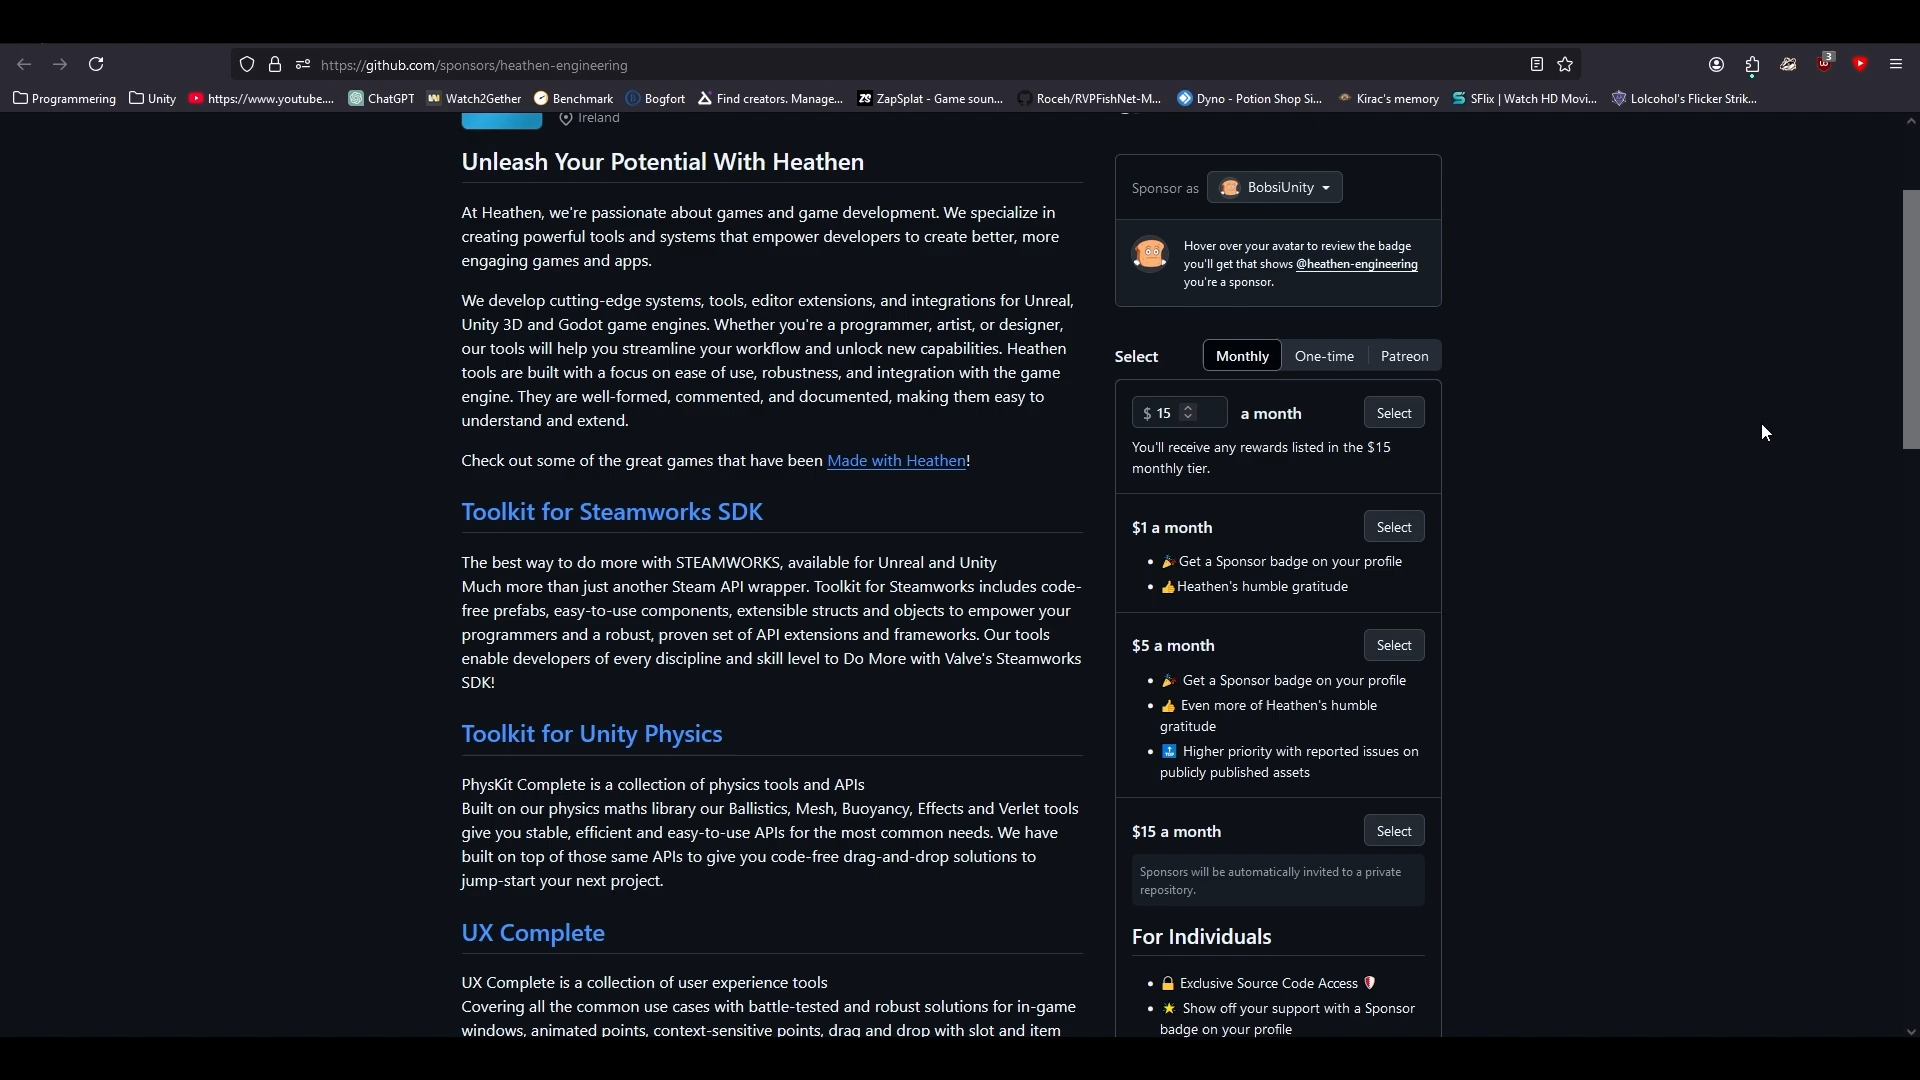 https://github.com/sponsors/heathen-engineering
3
Programmering
Unity
https://www.youtube....
ChatGPT
Watch2Gether
Benchmark
Bogfort
Find creators. Manage...
ZapSplat - Game soun...
Roceh/RVPFishNet-M...
Dyno - Potion Shop Si...
Kirac's memory
SFlix | Watch HD Movi...
Lolcohol's Flicker Strik...
Ireland
Unleash Your Potential With Heathen
At Heathen, we're passionate about games and game development. We specialize in
creating powerful tools and systems that empower developers to create better, more
engaging games and apps.
We develop cutting-edge systems, tools, editor extensions, and integrations for Unreal,
Unity 3D and Godot game engines. Whether you're a programmer, artist, or designer,
our tools will help you streamline your workflow and unlock new capabilities. Heathen
tools are built with a focus on ease of use, robustness, and integration with the game
engine. They are well-formed, commented, and documented, making them easy to
understand and extend.
Check out some of the great games that have been Made with Heathen!
Toolkit for Steamworks SDK
The best way to do more with STEAMWORKS, available for Unreal and Unity
Much more than just another Steam API wrapper. Toolkit for Steamworks includes code-
free prefabs, easy-to-use components, extensible structs and objects to empower your
programmers and a robust, proven set of API extensions and frameworks. Our tools
enable developers of every discipline and skill level to Do More with Valve's Steamworks
SDK!
Toolkit for Unity Physics
PhysKit Complete is a collection of physics tools and APIs
Built on our physics maths library our Ballistics, Mesh, Buoyancy, Effects and Verlet tools
give you stable, efficient and easy-to-use APIs for the most common needs. We have
built on top of those same APIs to give you code-free drag-and-drop solutions to
jump-start your next project.
UX Complete
UX Complete is a collection of user experience tools
Covering all the common use cases with battle-tested and robust solutions for in-game
windows, animated points, context-sensitive points, drag and drop with slot and item
Sponsor as
BobsiUnity
Hover over your avatar to review the badge
you'll get that shows @heathen-engineering
you're a sponsor.
Select
Monthly
One-time
Patreon
$ 15
a month
Select
You'll receive any rewards listed in the $15
monthly tier.
$1 a month
Select
• 🎉 Get a Sponsor badge on your profile
• 👍Heathen's humble gratitude
$5 a month
Select
• 🎉 Get a Sponsor badge on your profile
• 👍 Even more of Heathen's humble
gratitude
• 🔝 Higher priority with reported issues on
publicly published assets
$15 a month
Select
Sponsors will be automatically invited to a private
repository.
For Individuals
• 🔒 Exclusive Source Code Access 🛡️
• 🌟 Show off your support with a Sponsor
badge on your profile